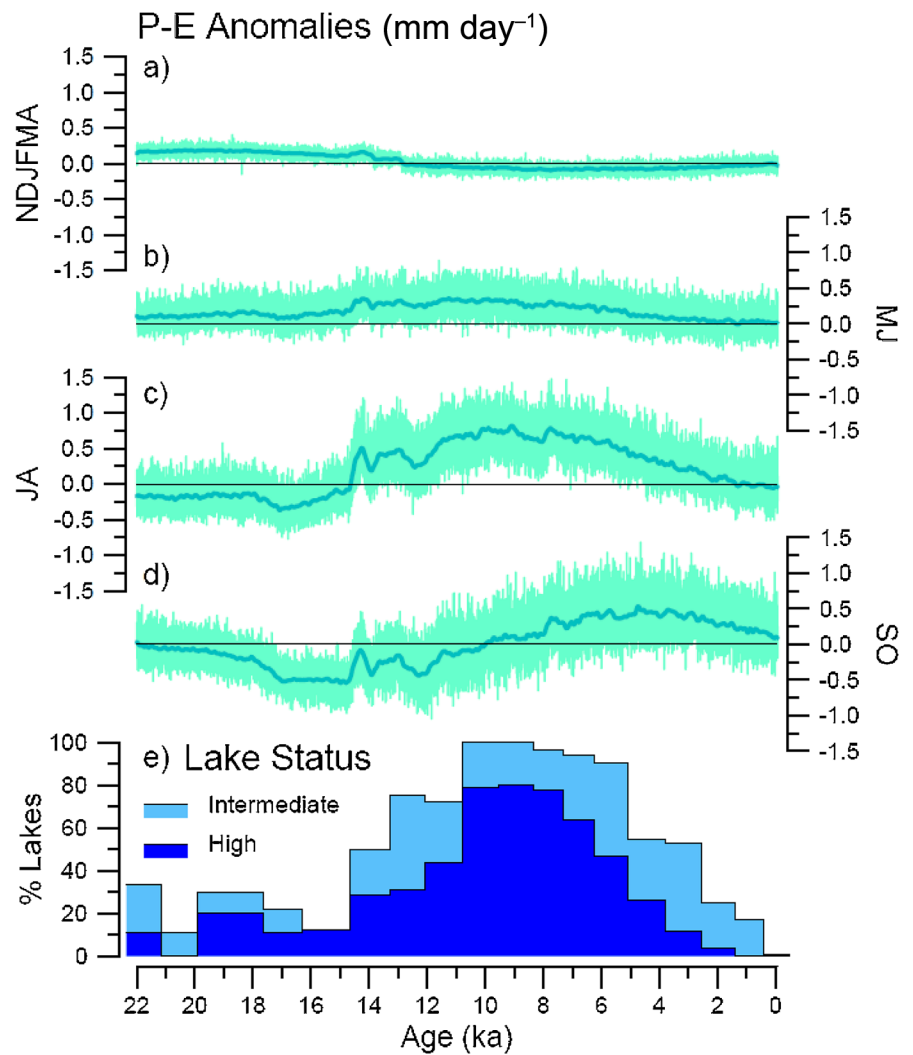 P-E Anomalies (mm day⁻¹)
a)
1.5
1.0
0.5
0.0
-0.5
-1.0
-1.5
NDJFMA
b)
1.5
1.0
0.5
0.0
-0.5
-1.0
-1.5
MJ
c)
1.5
1.0
0.5
0.0
-0.5
-1.0
-1.5
JA
d)
1.5
1.0
0.5
0.0
-0.5
-1.0
-1.5
SO
e) Lake Status
Intermediate
High
100
80
60
40
20
0
% Lakes
22 20 18 16 14 12 10 8 6 4 2 0
Age (ka)